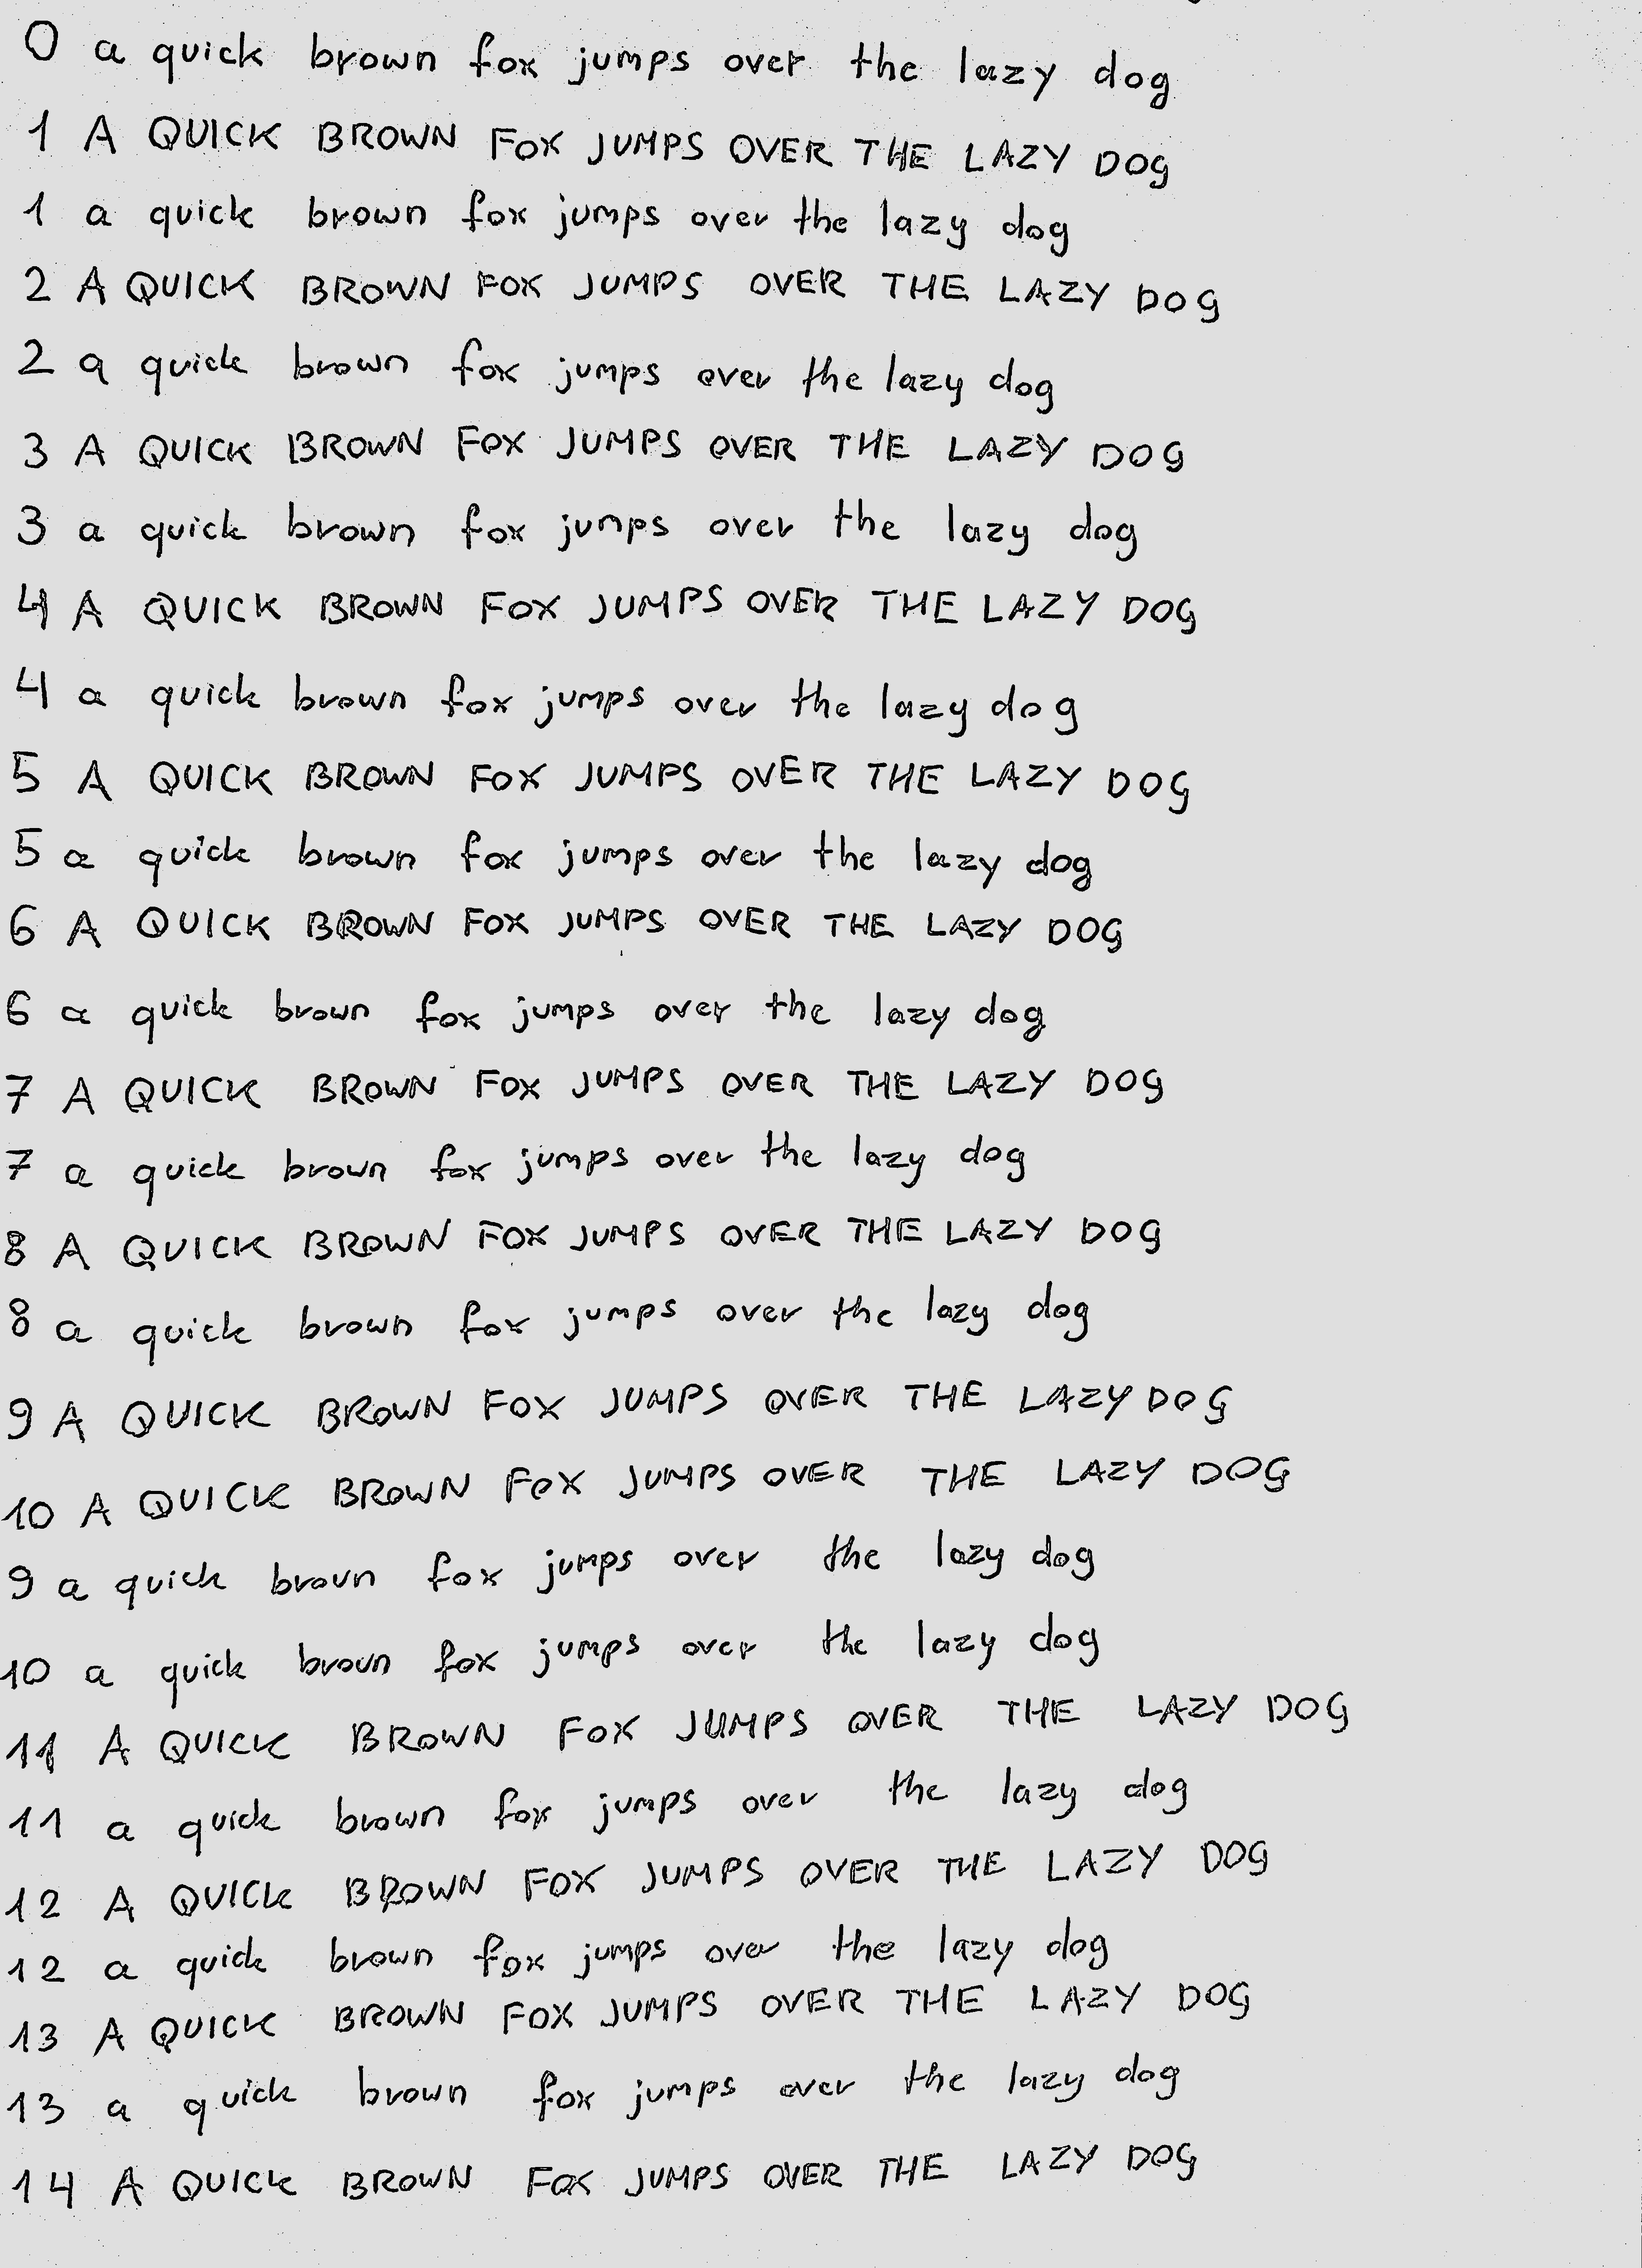 0 a quick brown fox jumps over the lazy dog
1 A QUICK BROWN FOX JUMPS OVER THE LAZY DOG
1 a quick brown fox jumps over the lazy dog
2 A QUICK BROWN FOX JUMPS OVER THE LAZY DOG
2 a quick brown fox jumps over the lazy dog
3 A QUICK BROWN FOX JUMPS OVER THE LAZY DOG
3 a quick brown fox jumps over the lazy dog
4 A QUICK BROWN FOX JUMPS OVER THE LAZY DOG
4 a quick brown fox jumps over the lazy dog
5 A QUICK BROWN FOX JUMPS OVER THE LAZY DOG
5 a quick brown fox jumps over the lazy dog
6 A QUICK BROWN FOX JUMPS OVER THE LAZY DOG
6 a quick brown fox jumps over the lazy dog
7 A QUICK BROWN FOX JUMPS OVER THE LAZY DOG
7 a quick brown fox jumps over the lazy dog
8 A QUICK BROWN FOX JUMPS OVER THE LAZY DOG
8 a quick brown fox jumps over the lazy dog
9 A QUICK BROWN FOX JUMPS OVER THE LAZY DOG
10 A QUICK BROWN FOX JUMPS OVER THE LAZY DOG
9 a quick brown fox jumps over the lazy dog
10 a quick brown fox jumps over the lazy dog
11 A QUICK BROWN FOX JUMPS OVER THE LAZY DOG
11 a quick brown fox jumps over the lazy dog
12 A QUICK BROWN FOX JUMPS OVER THE LAZY DOG
12 a quick brown fox jumps over the lazy dog
13 A QUICK BROWN FOX JUMPS OVER THE LAZY DOG
13 a quick brown fox jumps over the lazy dog
14 A QUICK BROWN FOX JUMPS OVER THE LAZY DOG